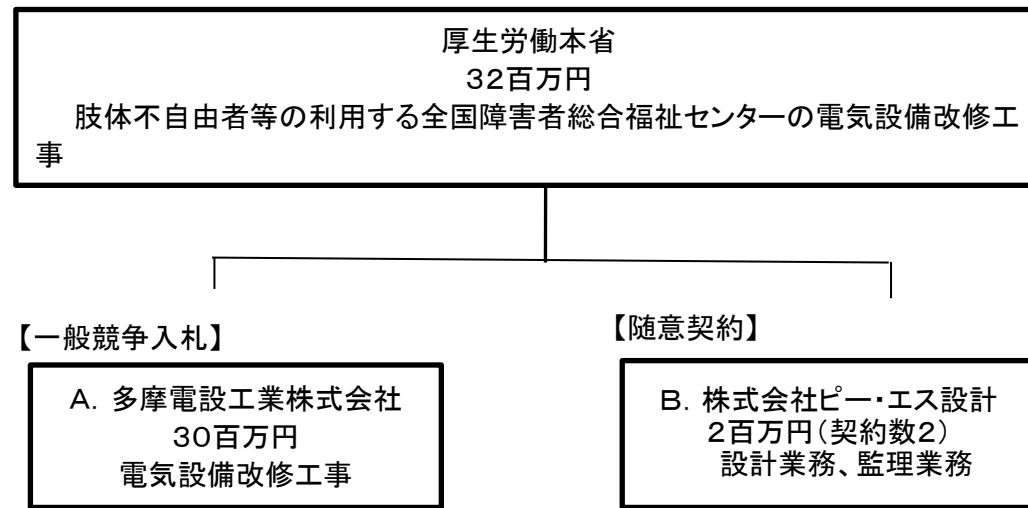 厚生労働本省
32百万円
肢体不自由者等の利用する全国障害者総合福祉センターの電気設備改修工
事
【一般競争入札】
【随意契約】
A. 多摩電設工業株式会社
30百万円
電気設備改修工事
B. 株式会社ピー・エス設計
2百万円(契約数2)
設計業務、監理業務